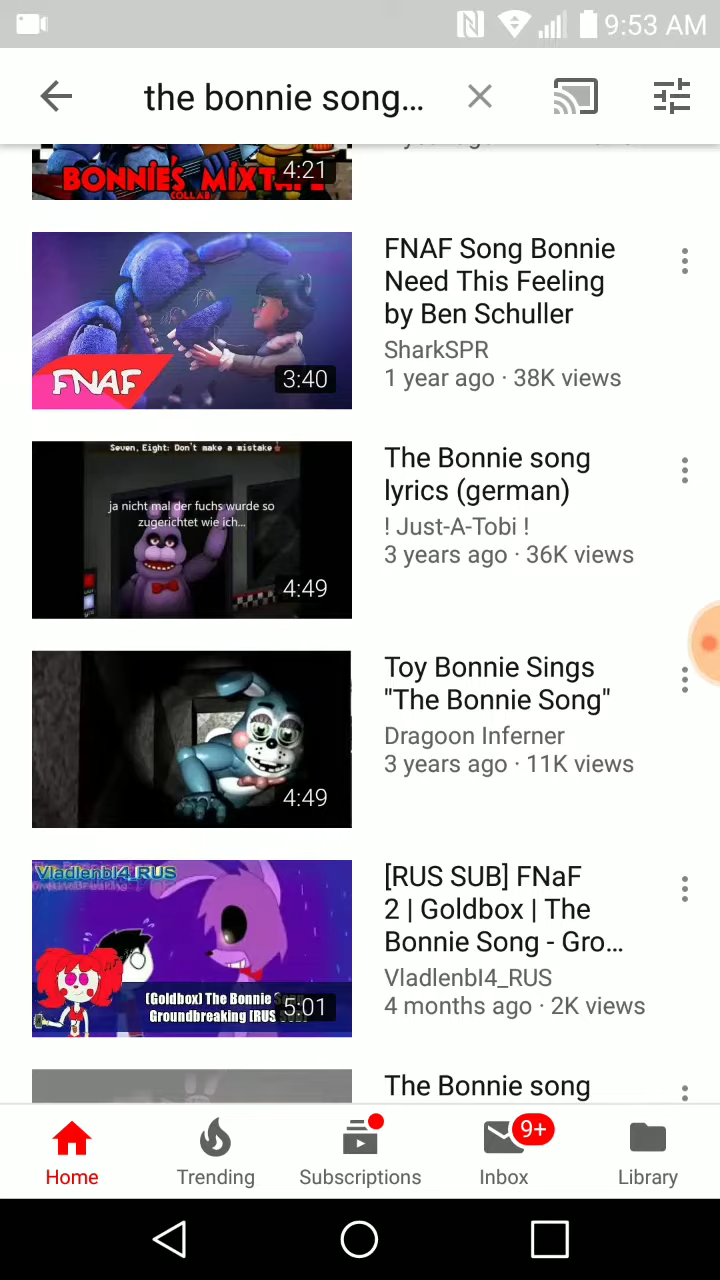 9:53 AM
the bonnie song...
BONNIE'S MIXTAPE
COLLAB
4:21
FNAF
3:40
FNAF Song Bonnie
Need This Feeling
by Ben Schuller
SharkSPR
1 year ago · 38K views
Seven, Eight: Don't make a mistake
ja nicht mal der fuchs wurde so
zugerichtet wie ich...
4:49
The Bonnie song
lyrics (german)
! Just-A-Tobi !
3 years ago · 36K views
4:49
Toy Bonnie Sings
"The Bonnie Song"
Dragoon Inferner
3 years ago · 11K views
VladlenbI4_RUS
(Goldbox) The Bonnie
Groundbreaking [RUS
5:01
[RUS SUB] FNaF
2 | Goldbox | The
Bonnie Song - Gro...
VladlenbI4_RUS
4 months ago · 2K views
The Bonnie song
Home
Trending
Subscriptions
9+
Inbox
Library